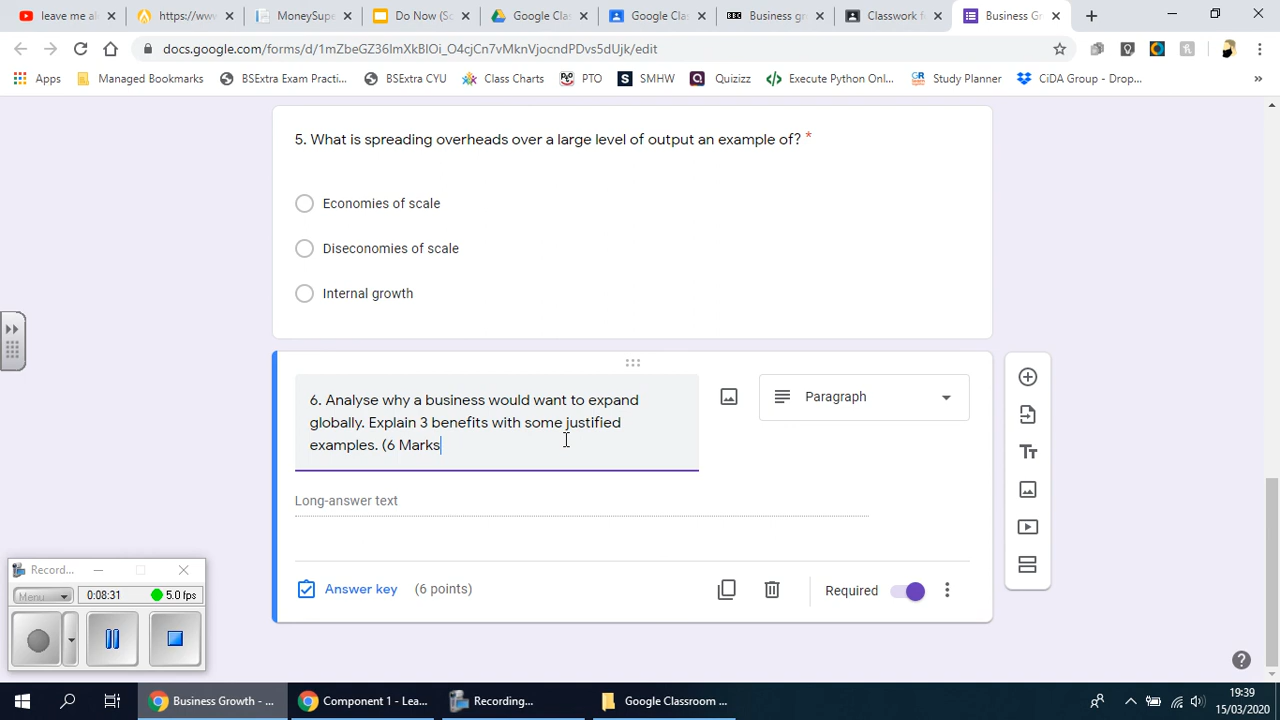 leave me al
https://www
MoneySupe
Do Now (Sc
Google Clas
Google Clas
Business gr
Classwork f
Business Gr
docs.google.com/forms/d/1mZbeGZ36ImXkBIOi_O4cjCn7vMknVjocndPDvs5dUjk/edit
Apps
Managed Bookmarks
BSExtra Exam Practi...
BSExtra CYU
Class Charts
PTO
SMHW
Quizizz
Execute Python Onl...
Study Planner
CiDA Group - Drop...
5. What is spreading overheads over a large level of output an example of? *
Economies of scale
Diseconomies of scale
Internal growth
6. Analyse why a business would want to expand
globally. Explain 3 benefits with some justified
examples. (6 Marks
Paragraph
Long-answer text
Answer key (6 points)
Required
Record...
Menu
0:08:31
5.0 fps
Business Growth - ...
Component 1 - Lea...
Recording...
Google Classroom ...
19:39
15/03/2020